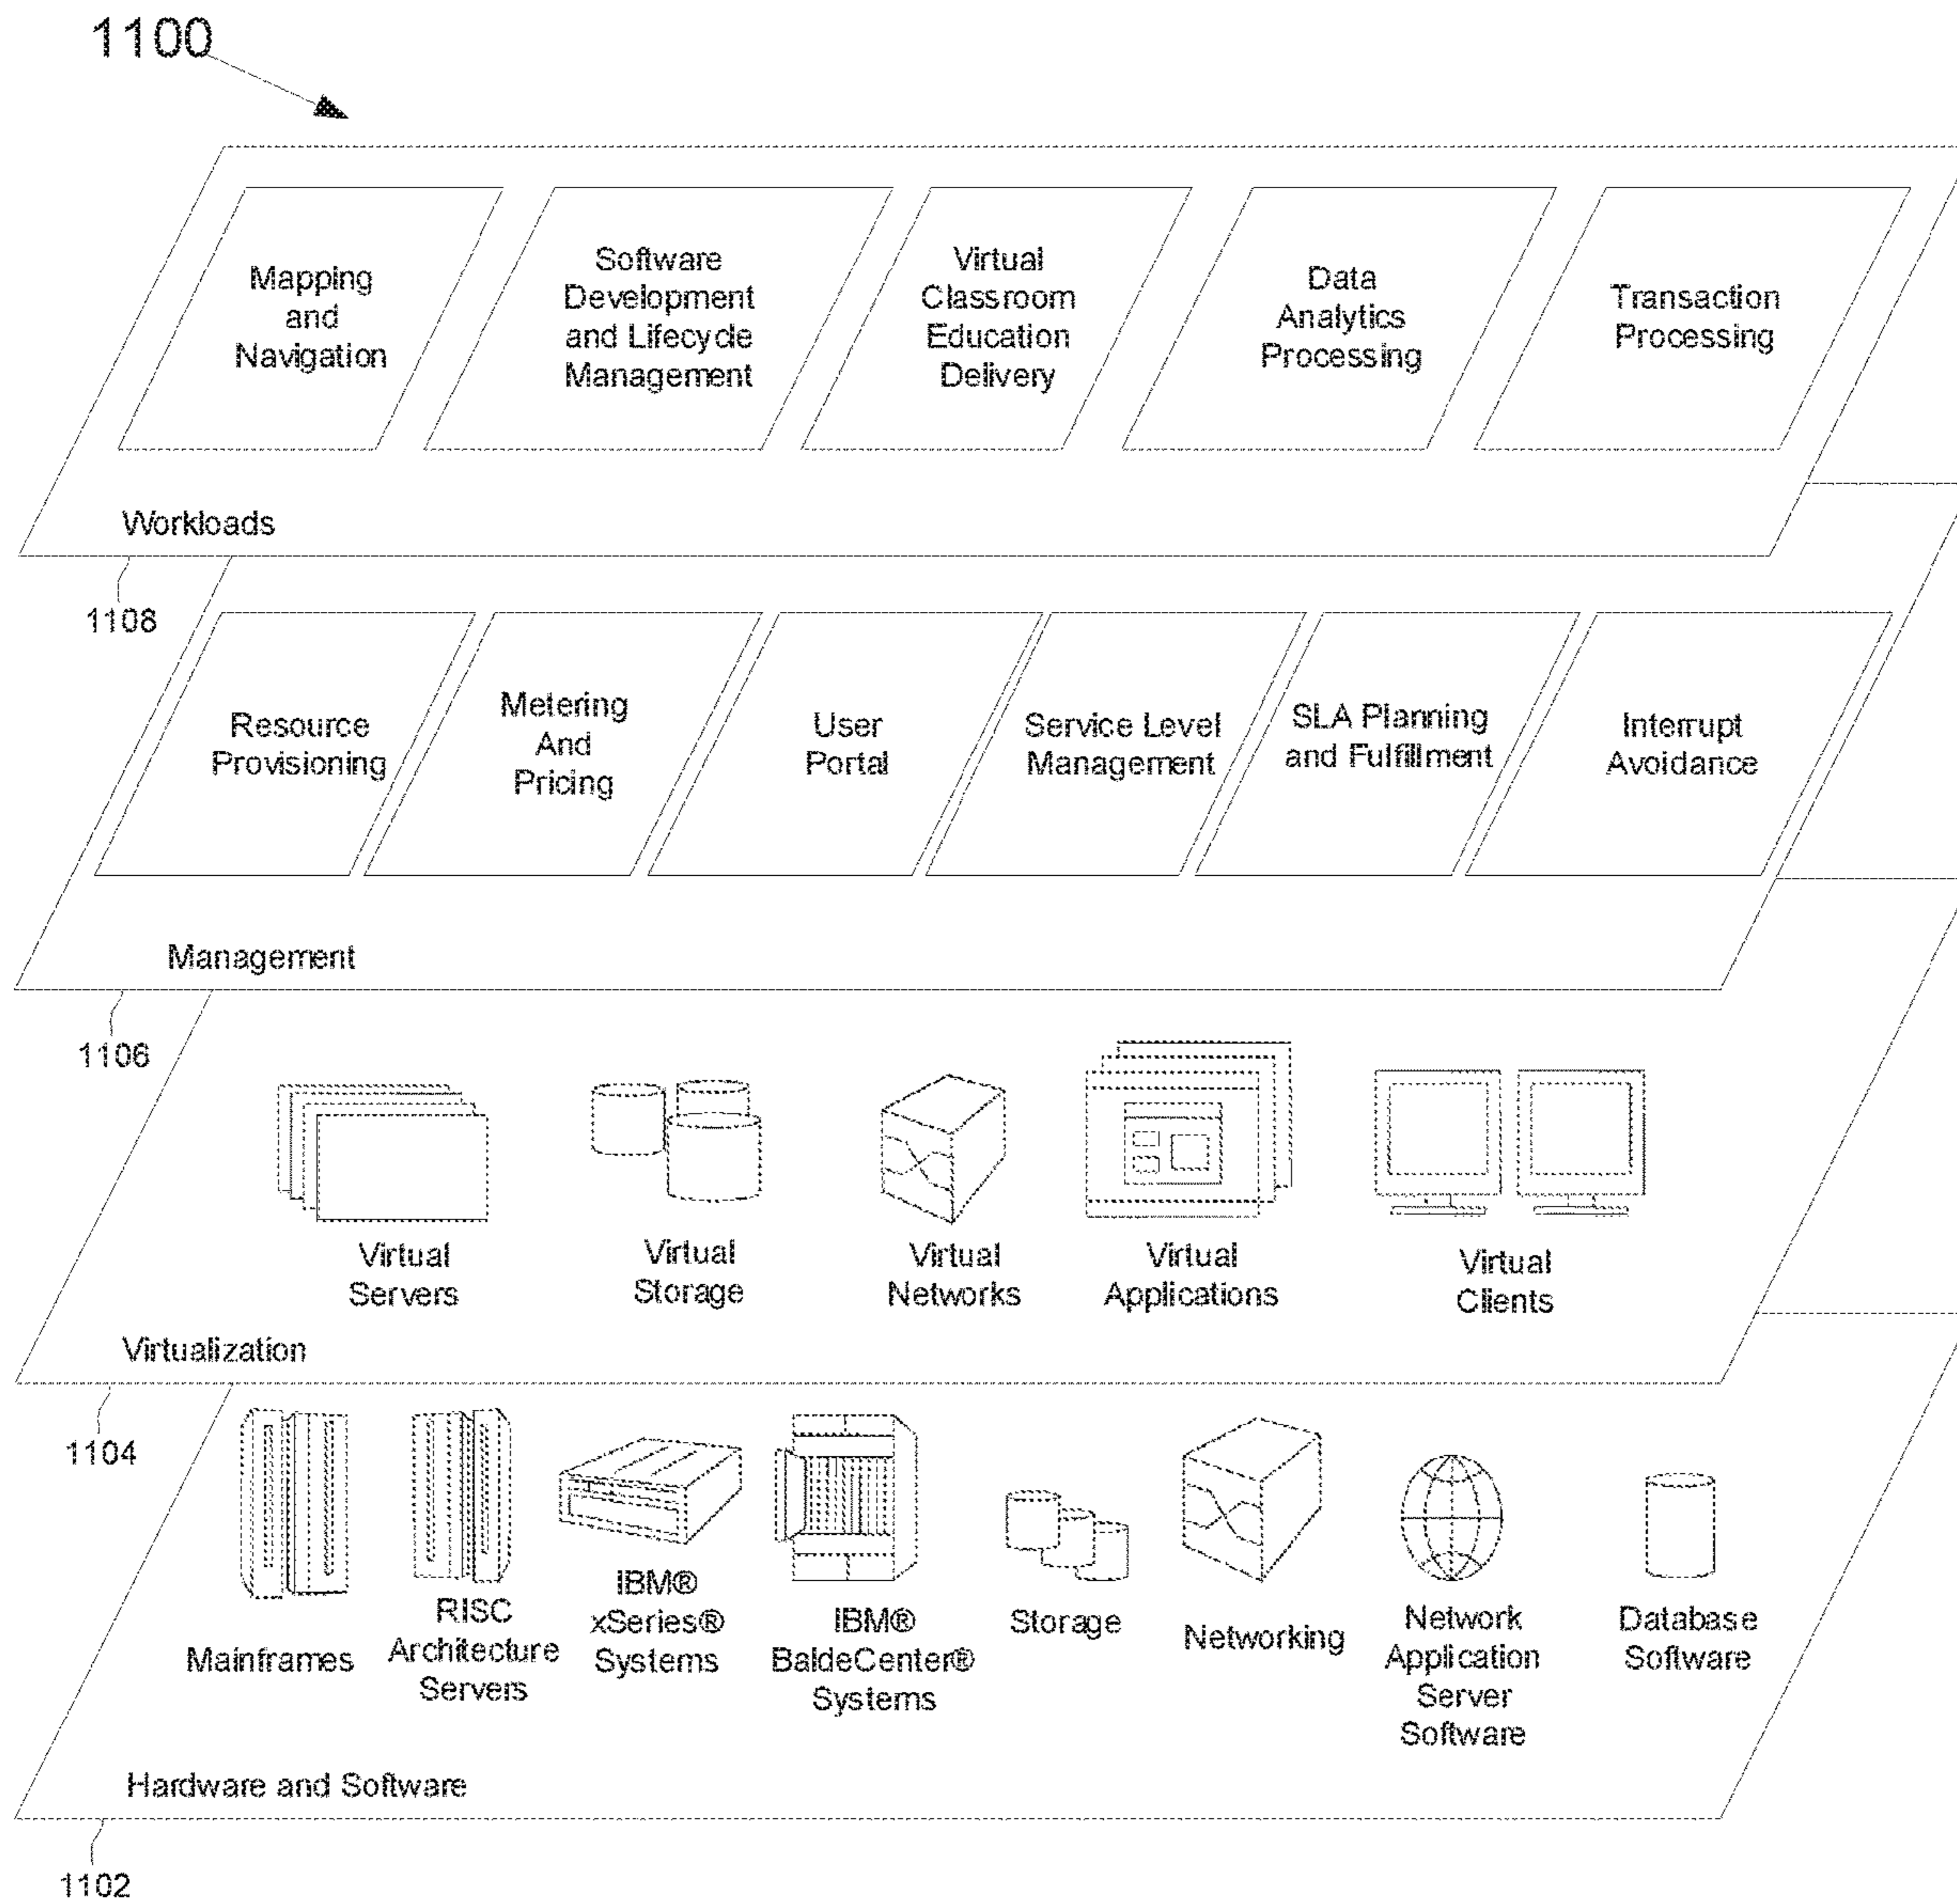 1100
Mapping
and
Navigation
Software
Development
and Lifecycle
Management
Virtual
Classroom
Education
Delivery
Data
Analytics
Processing
Transaction
Processing
Workloads
1108
Resource
Provisioning
Metering
And
Pricing
User
Portal
Service Level
Management
SLA Planning
and Fulfillment
Interrupt
Avoidance
Management
1106
Virtual
Servers
Virtual
Storage
Virtual
Networks
Virtual
Applications
Virtual
Clients
Virtualization
1104
Mainframes
RISC
Architecture
Servers
IBM®
xSeries®
Systems
IBM®
BaldeCenter®
Systems
Storage
Networking
Network
Application
Server
Software
Database
Software
Hardware and Software
1102